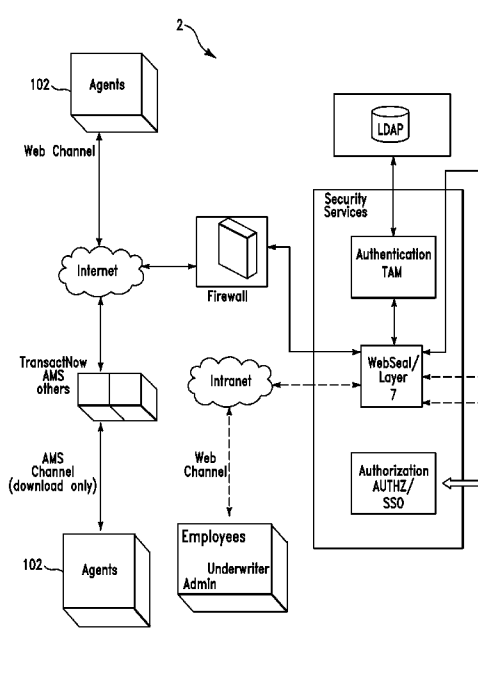 2
102
Agents
Web Channel
LDAP
Security
Services
Authentication
TAM
Internet
Firewall
WebSeal/
Layer
7
TransactNow
AMS
others
Intranet
AMS
Channel
(download only)
Web
Channel
Authorization
AUTHZ/
SSO
Employees
Underwriter
Admin
102
Agents